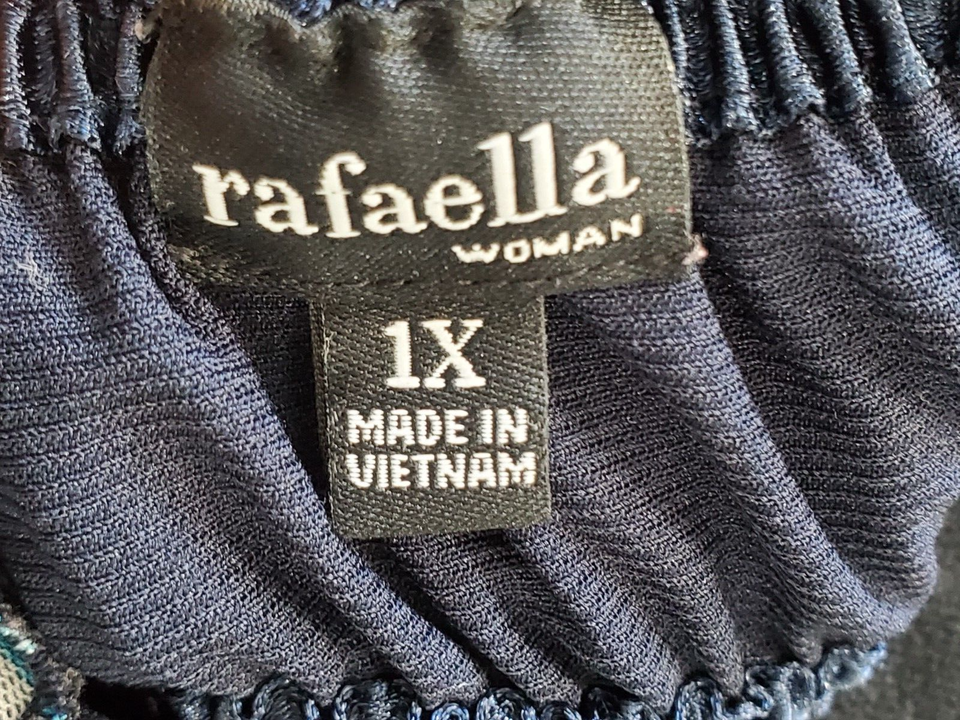 rafaella
WOMAN
1X
MADE IN
VIETNAM